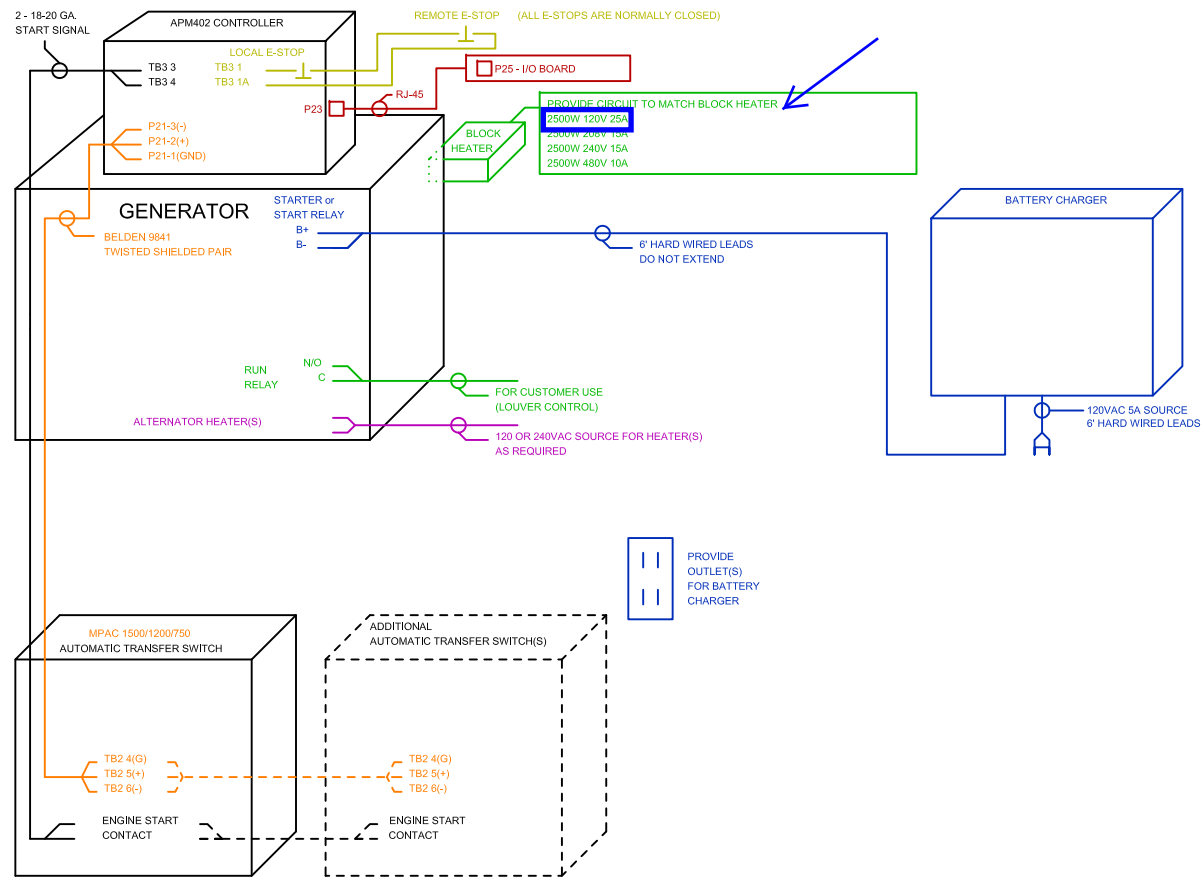 2 - 18-20 GA.
START SIGNAL
APM402 CONTROLLER
REMOTE E-STOP (ALL E-STOPS ARE NORMALLY CLOSED)
LOCAL E-STOP
TB3 3
TB3 4
TB3 1
TB3 1A
P25 - I/O BOARD
RJ-45
P23
P21-3(-)
P21-2(+)
P21-1(GND)
BLOCK
HEATER
PROVIDE CIRCUIT TO MATCH BLOCK HEATER
2500W 120V 25A
2500W 208V 15A
2500W 240V 15A
2500W 480V 10A
GENERATOR
STARTER or
START RELAY
B+
B-
BELDEN 9841
TWISTED SHIELDED PAIR
6' HARD WIRED LEADS
DO NOT EXTEND
BATTERY CHARGER
RUN
RELAY
N/O
C
FOR CUSTOMER USE
(LOUVER CONTROL)
ALTERNATOR HEATER(S)
120 OR 240VAC SOURCE FOR HEATER(S)
AS REQUIRED
120VAC 5A SOURCE
6' HARD WIRED LEADS
PROVIDE
OUTLET(S)
FOR BATTERY
CHARGER
MPAC 1500/1200/750
AUTOMATIC TRANSFER SWITCH
ADDITIONAL
AUTOMATIC TRANSFER SWITCH(S)
TB2 4(G)
TB2 5(+)
TB2 6(-)
TB2 4(G)
TB2 5(+)
TB2 6(-)
ENGINE START
CONTACT
ENGINE START
CONTACT